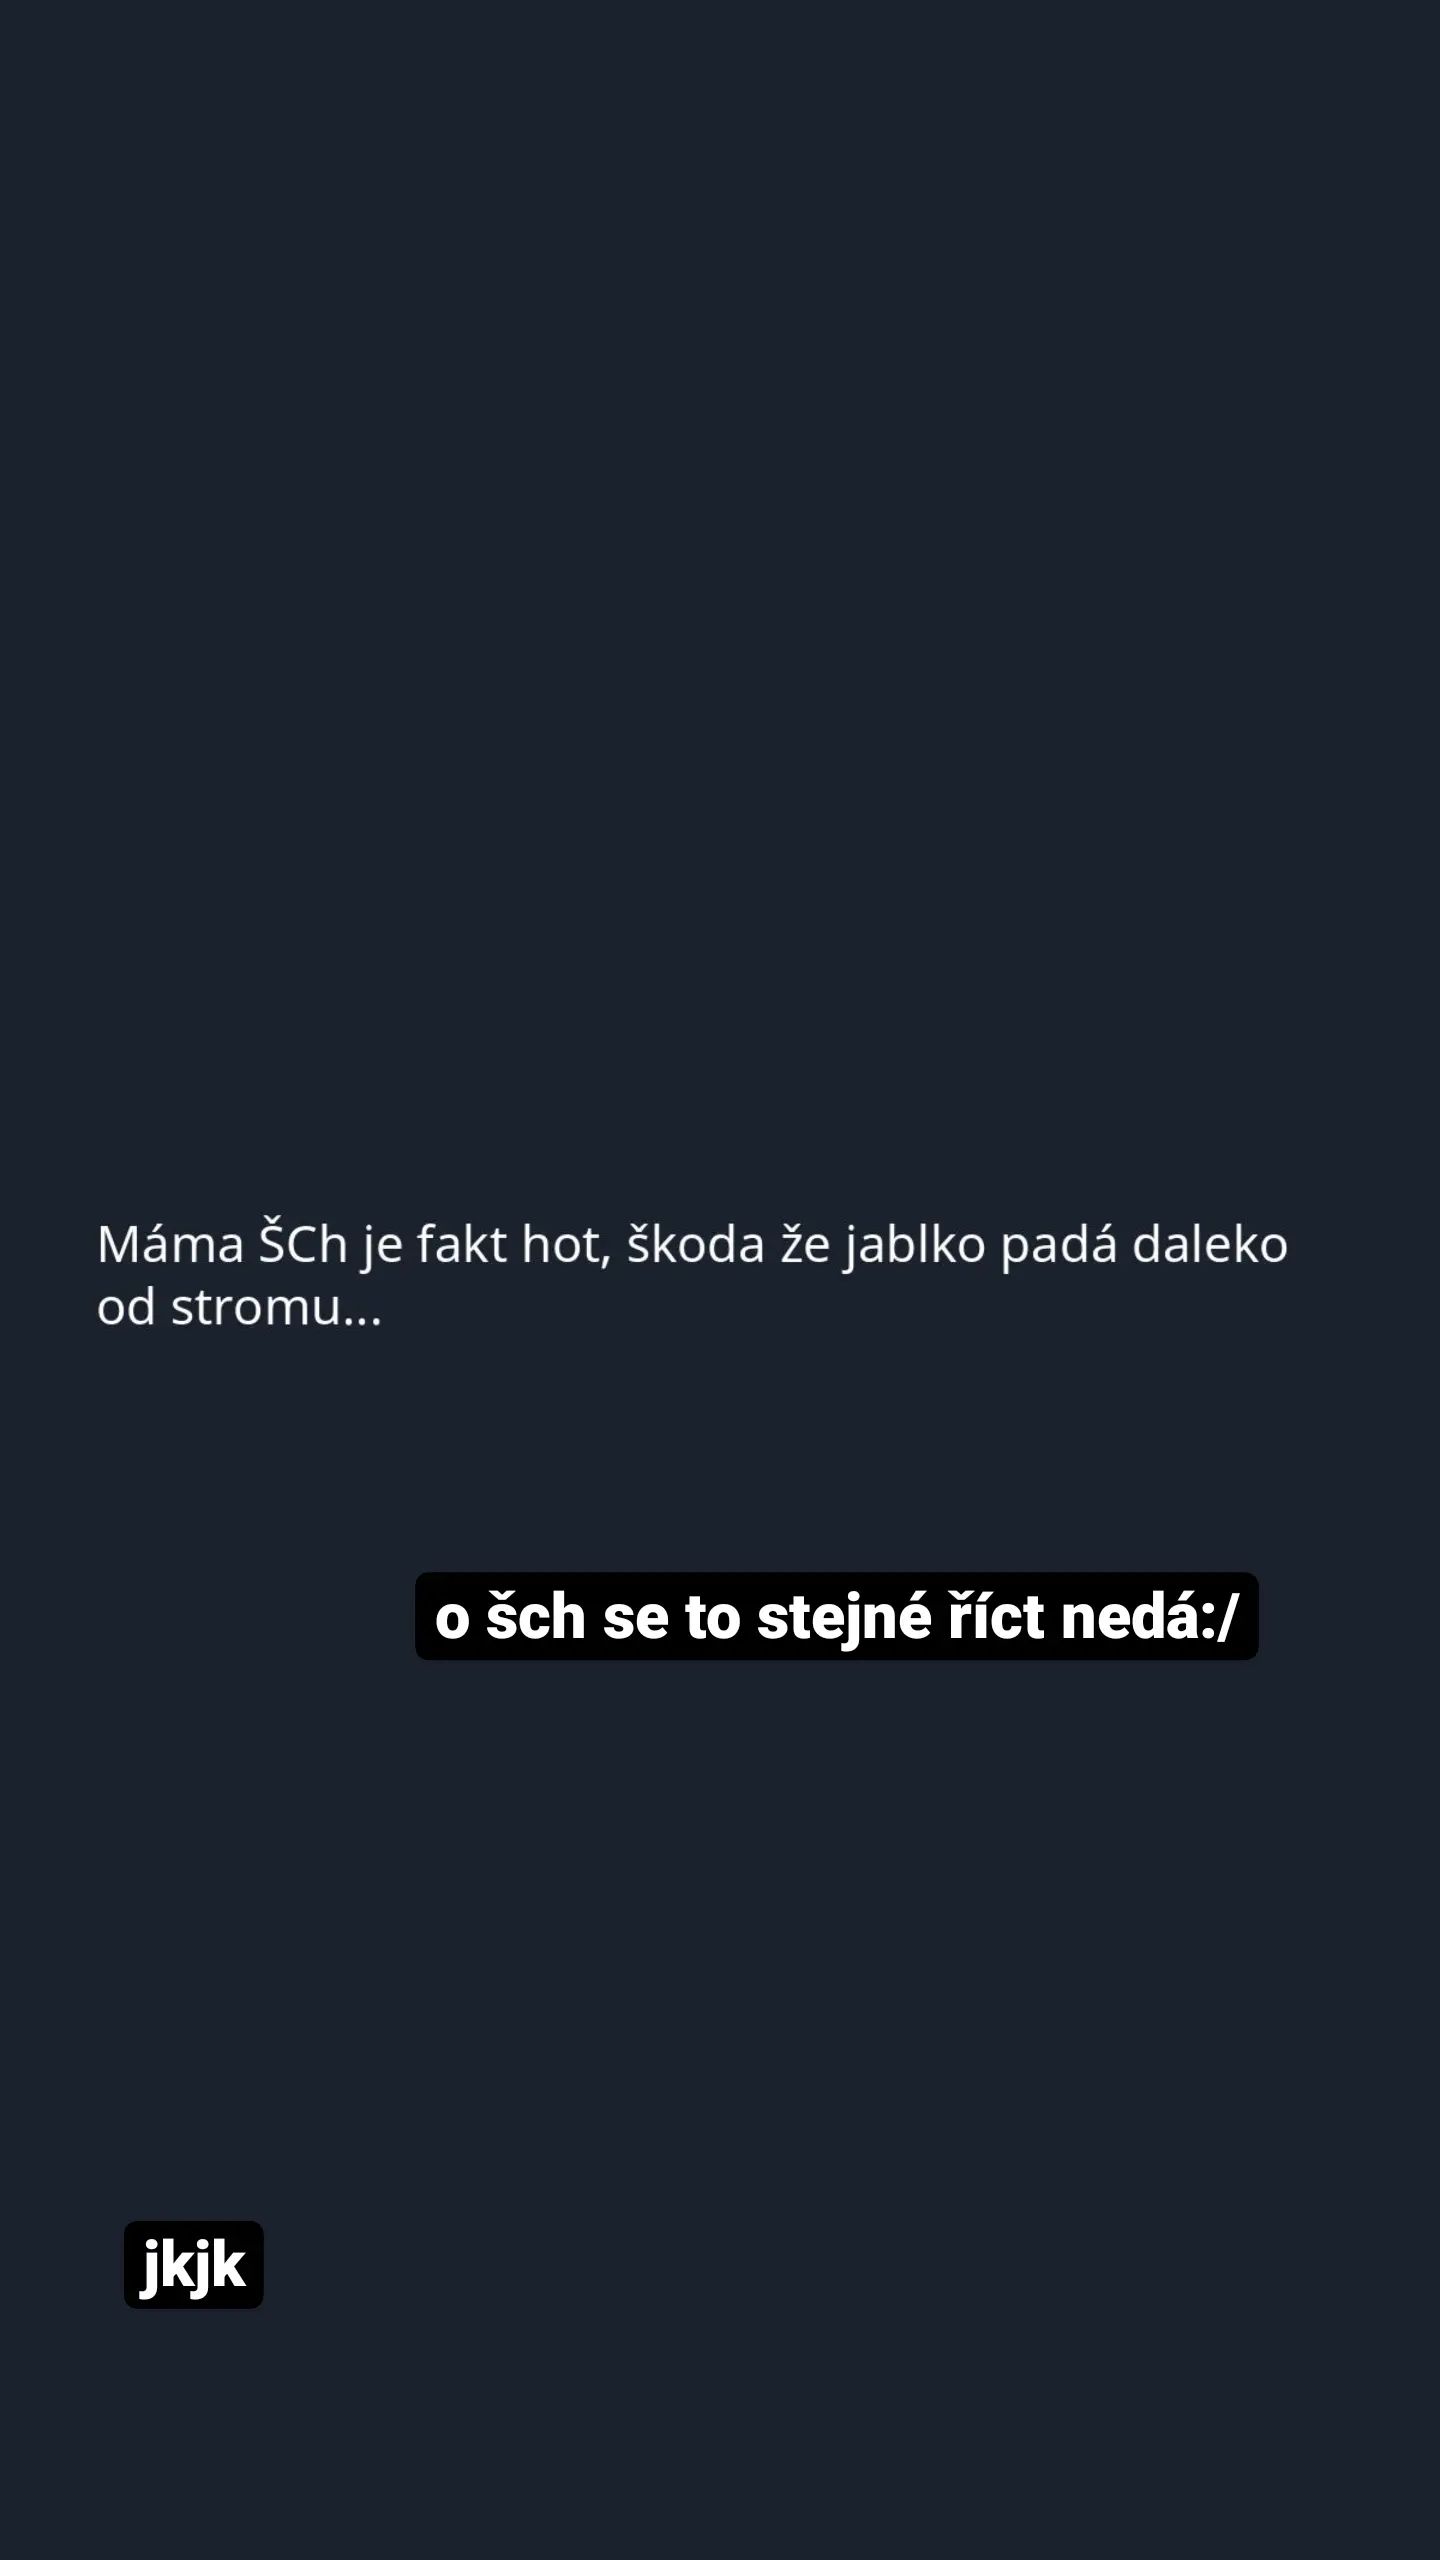 Máma ŠCh je fakt hot, škoda že jablko padá daleko
od stromu...
o šch se to stejné říct nedá:/
jkjk